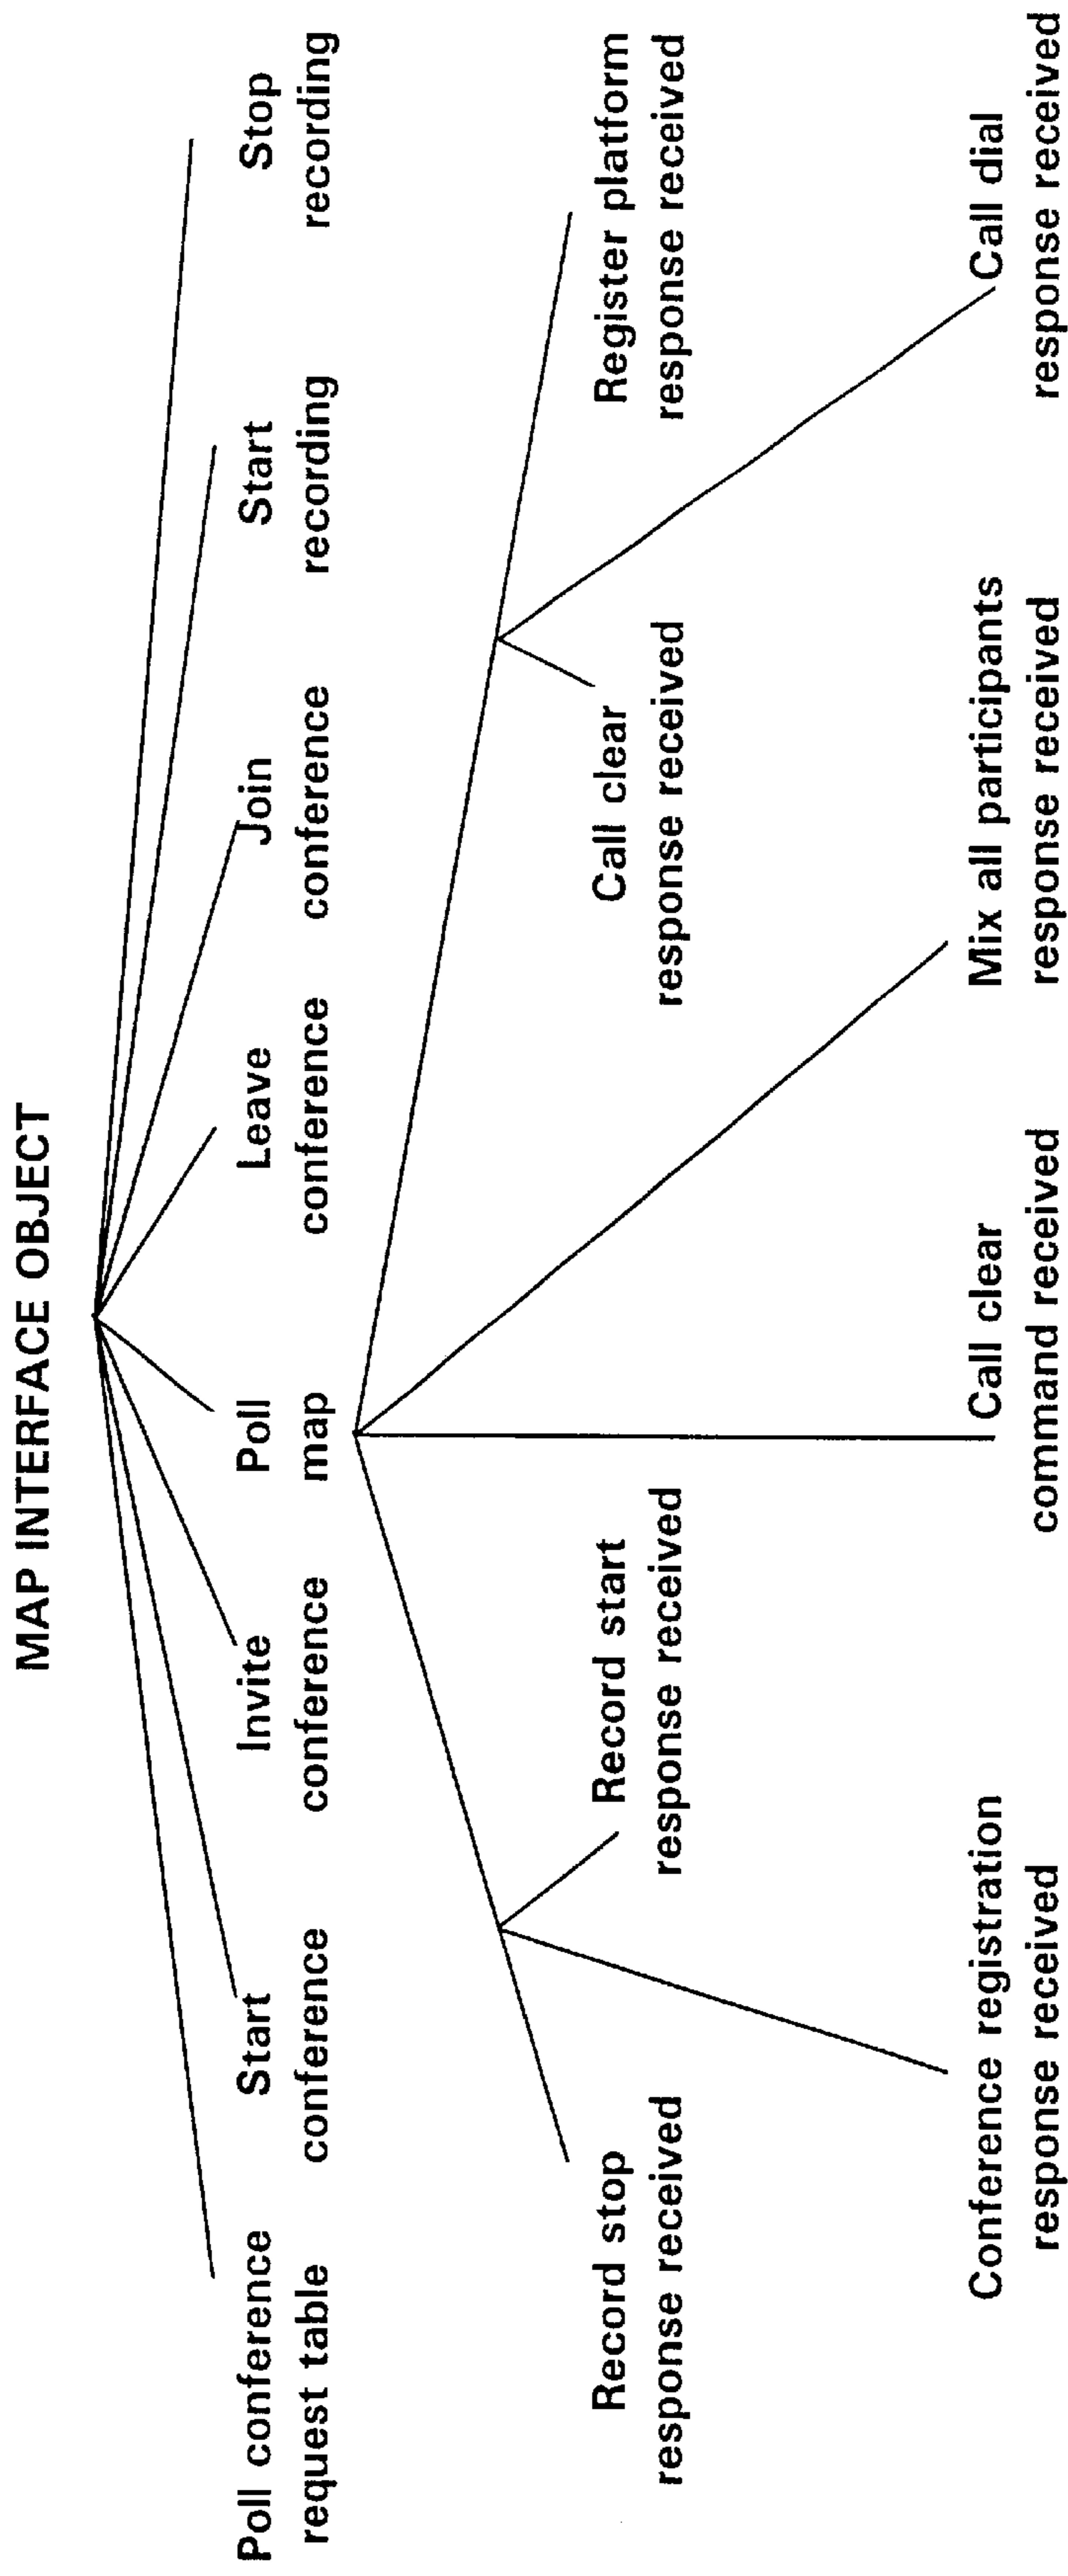 MAP INTERFACE OBJECT
Poll conference
request table
Start
conference
Invite
conference
Poll
map
Leave
conference
Join
conference
Start
recording
Stop
recording
Record stop
response received
Record start
response received
Call clear
response received
Register platform
response received
Conference registration
response received
Call clear
command received
Mix all participants
response received
Call dial
response received